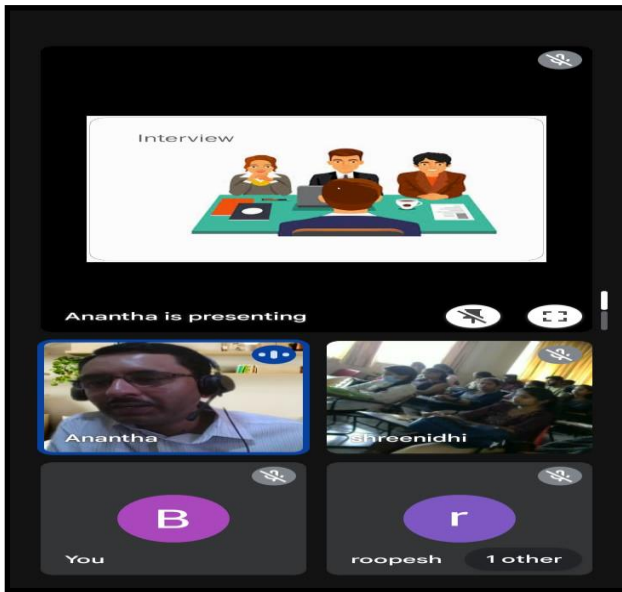 Interview
Anantha is presenting
Anantha
shreenidhi
B
You
r
roopesh
1 other